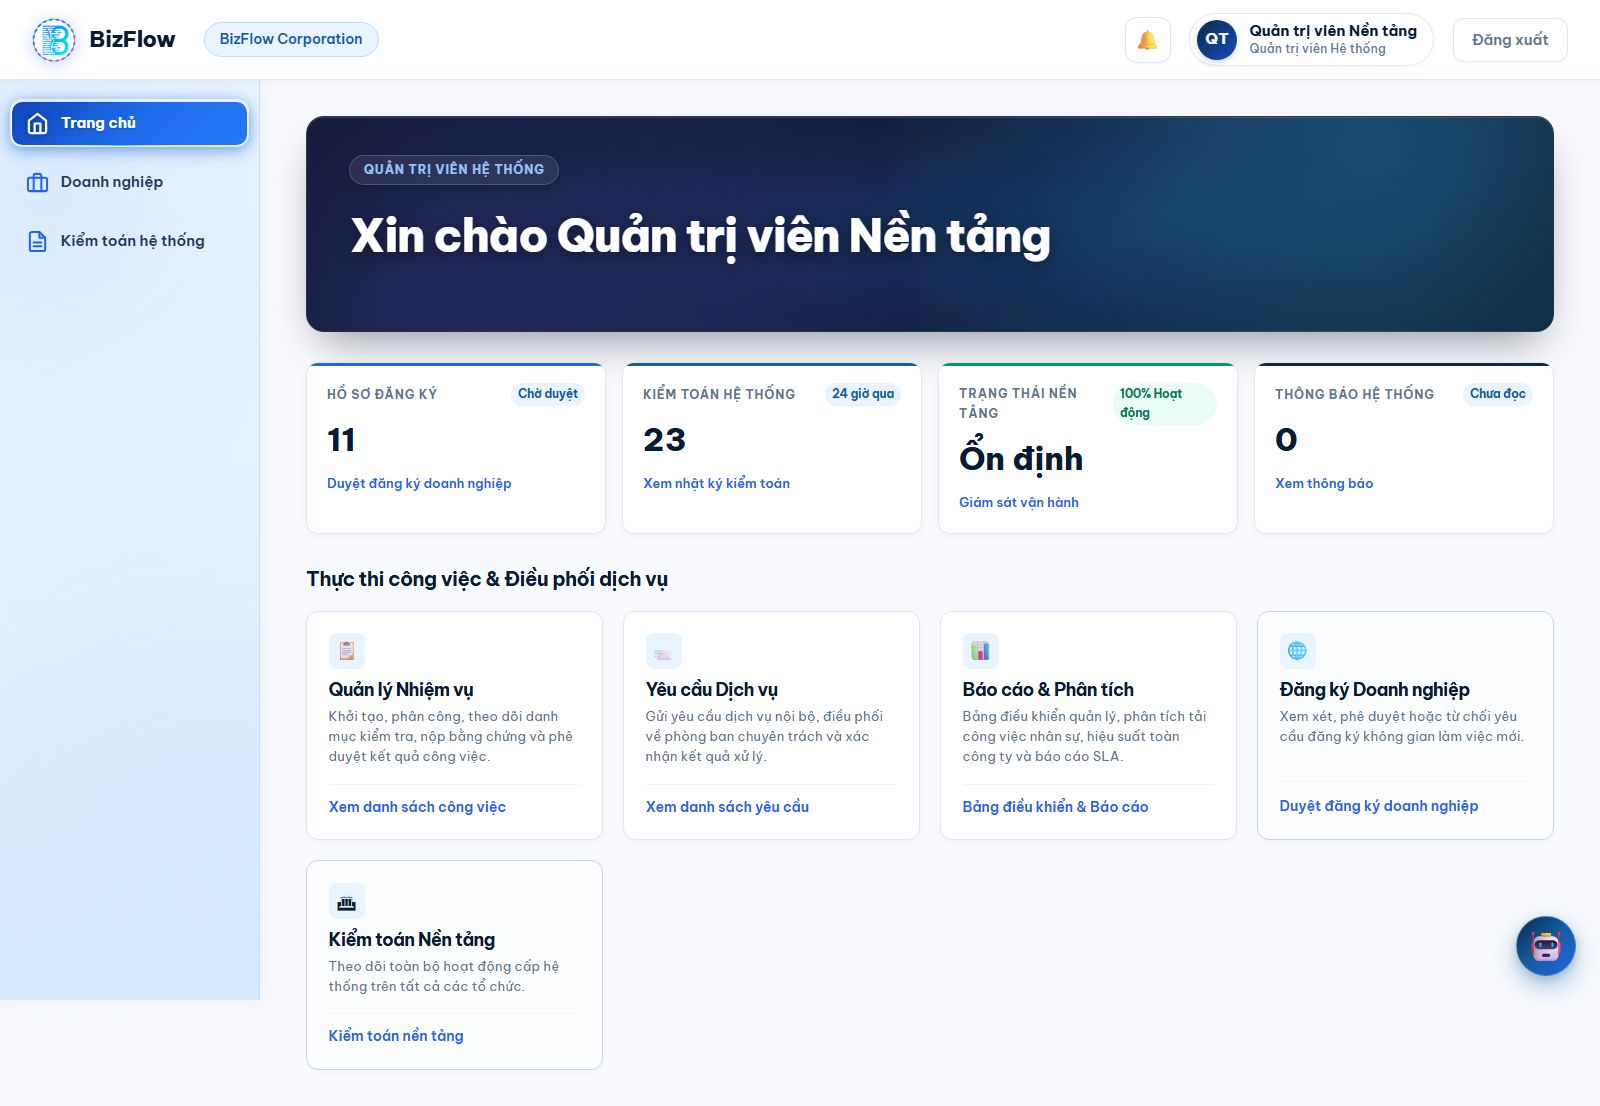 BizFlow
BizFlow Corporation
QT
Quản trị viên Nền tảng
Quản trị viên Hệ thống
Đăng xuất
Trang chủ
Doanh nghiệp
Kiểm toán hệ thống
QUẢN TRỊ VIÊN HỆ THỐNG
Xin chào Quản trị viên Nền tảng
HỒ SƠ ĐĂNG KÝ
Chờ duyệt
11
Duyệt đăng ký doanh nghiệp
KIỂM TOÁN HỆ THỐNG
24 giờ qua
23
Xem nhật ký kiểm toán
TRẠNG THÁI NỀN
TẢNG
100% Hoạt
động
Ổn định
Giám sát vận hành
THÔNG BÁO HỆ THỐNG
Chưa đọc
0
Xem thông báo
Thực thi công việc & Điều phối dịch vụ
Quản lý Nhiệm vụ
Khởi tạo, phân công, theo dõi danh
mục kiểm tra, nộp bằng chứng và phê
duyệt kết quả công việc.
Xem danh sách công việc
Yêu cầu Dịch vụ
Gửi yêu cầu dịch vụ nội bộ, điều phối
về phòng ban chuyên trách và xác
nhận kết quả xử lý.
Xem danh sách yêu cầu
Báo cáo & Phân tích
Bảng điều khiển quản lý, phân tích tải
công việc nhân sự, hiệu suất toàn
công ty và báo cáo SLA.
Bảng điều khiển & Báo cáo
Đăng ký Doanh nghiệp
Xem xét, phê duyệt hoặc từ chối yêu
cầu đăng ký không gian làm việc mới.
Duyệt đăng ký doanh nghiệp
Kiểm toán Nền tảng
Theo dõi toàn bộ hoạt động cấp hệ
thống trên tất cả các tổ chức.
Kiểm toán nền tảng